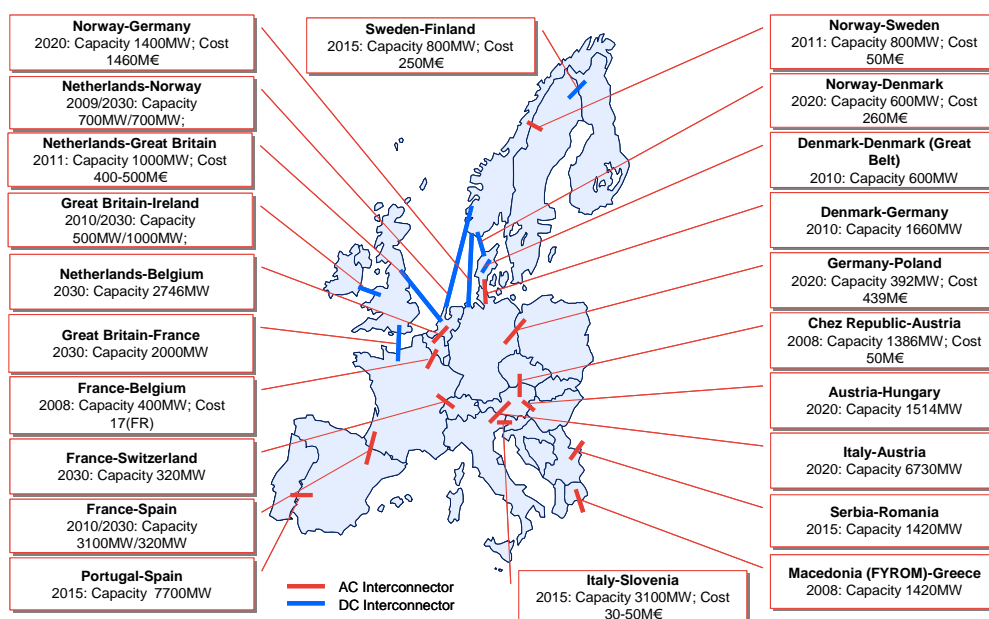 Norway-Germany
2020: Capacity 1400MW; Cost
1460M€
Netherlands-Norway
2009/2030: Capacity
700MW/700MW;
Netherlands-Great Britain
2011: Capacity 1000MW; Cost
400-500M€
Great Britain-Ireland
2010/2030: Capacity
500MW/1000MW;
Netherlands-Belgium
2030: Capacity 2746MW
Great Britain-France
2030: Capacity 2000MW
France-Belgium
2008: Capacity 400MW; Cost
17(FR)
France-Switzerland
2030: Capacity 320MW
France-Spain
2010/2030: Capacity
3100MW/320MW
Portugal-Spain
2015: Capacity 7700MW
Sweden-Finland
2015: Capacity 800MW; Cost
250M€
Norway-Sweden
2011: Capacity 800MW; Cost
50M€
Norway-Denmark
2020: Capacity 600MW; Cost
260M€
Denmark-Denmark (Great
Belt)
2010: Capacity 600MW
Denmark-Germany
2010: Capacity 1660MW
Germany-Poland
2020: Capacity 392MW; Cost
439M€
Chez Republic-Austria
2008: Capacity 1386MW; Cost
50M€
Austria-Hungary
2020: Capacity 1514MW
Italy-Austria
2020: Capacity 6730MW
Serbia-Romania
2015: Capacity 1420MW
Macedonia (FYROM)-Greece
2008: Capacity 1420MW
Italy-Slovenia
2015: Capacity 3100MW; Cost
30-50M€
AC Interconnector
DC Interconnector